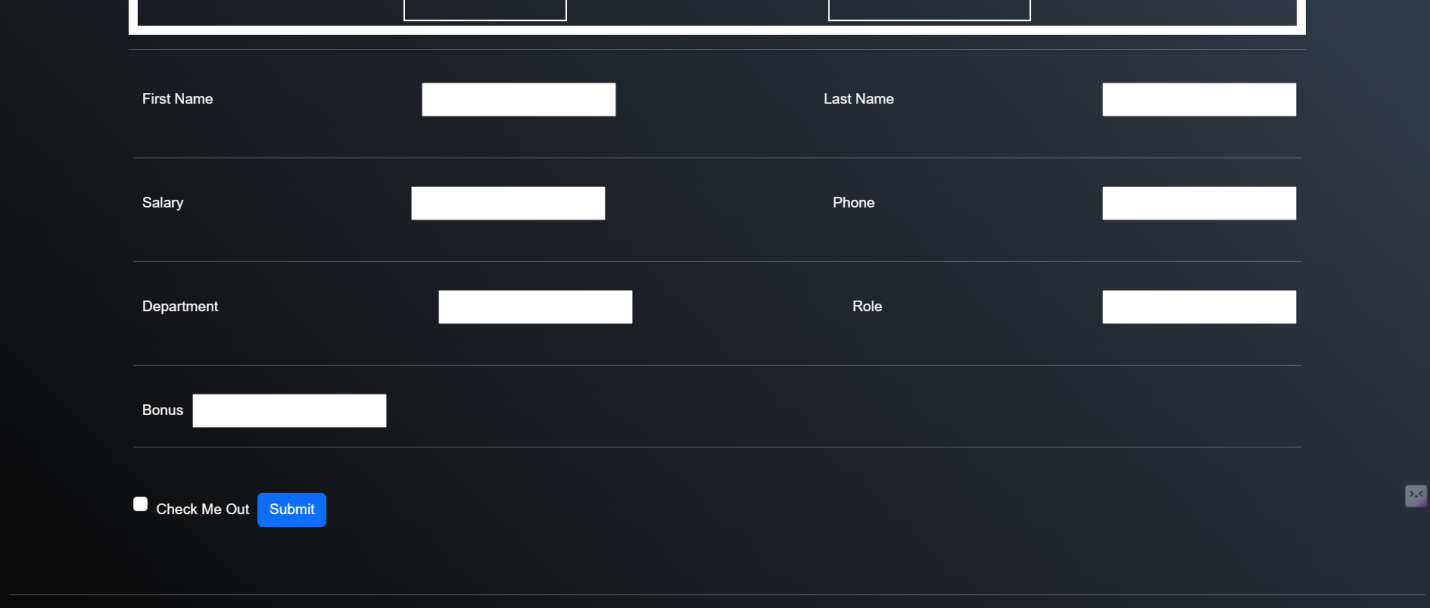 First Name Last Name
Salary Phone
Department Role
Bonus
Check Me Out Submit